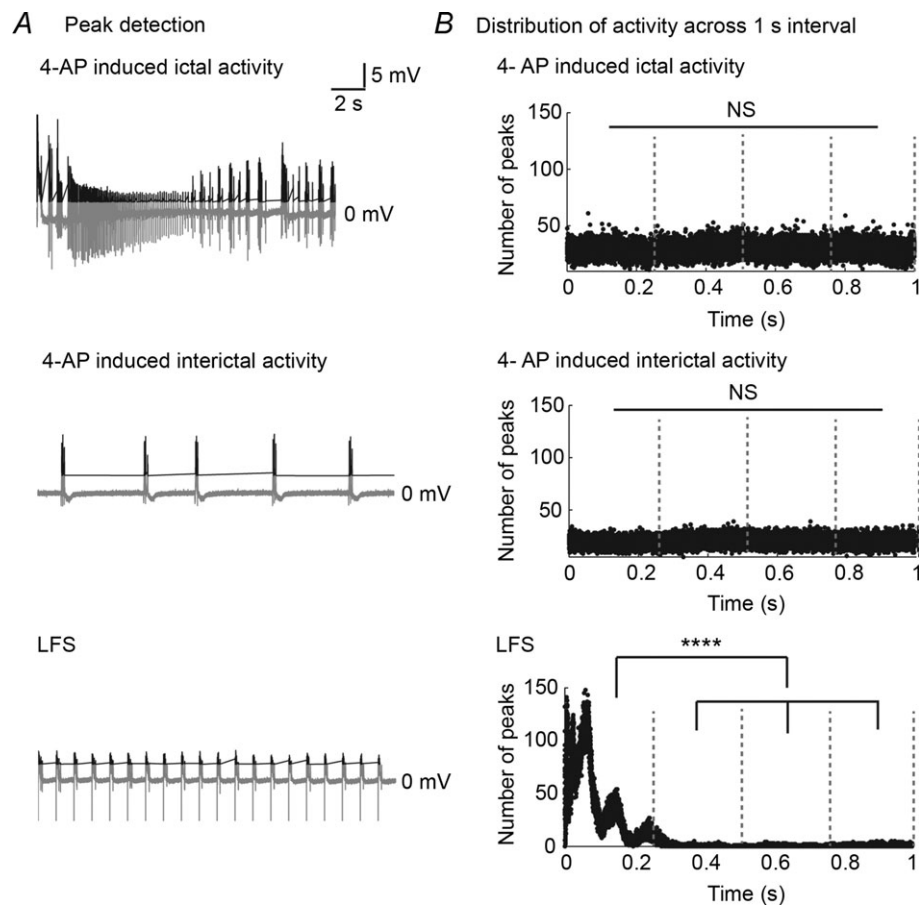 A Peak detection
4-AP induced ictal activity
5 mV
2 s
0 mV
4-AP induced interictal activity
0 mV
LFS
0 mV
B Distribution of activity across 1 s interval
4- AP induced ictal activity
NS
Number of peaks
150
100
50
0 0.2 0.4 0.6 0.8 1
Time (s)
4- AP induced interictal activity
NS
Number of peaks
150
100
50
0 0.2 0.4 0.6 0.8 1
Time (s)
LFS
****
Number of peaks
150
100
50
0
0 0.2 0.4 0.6 0.8 1
Time (s)